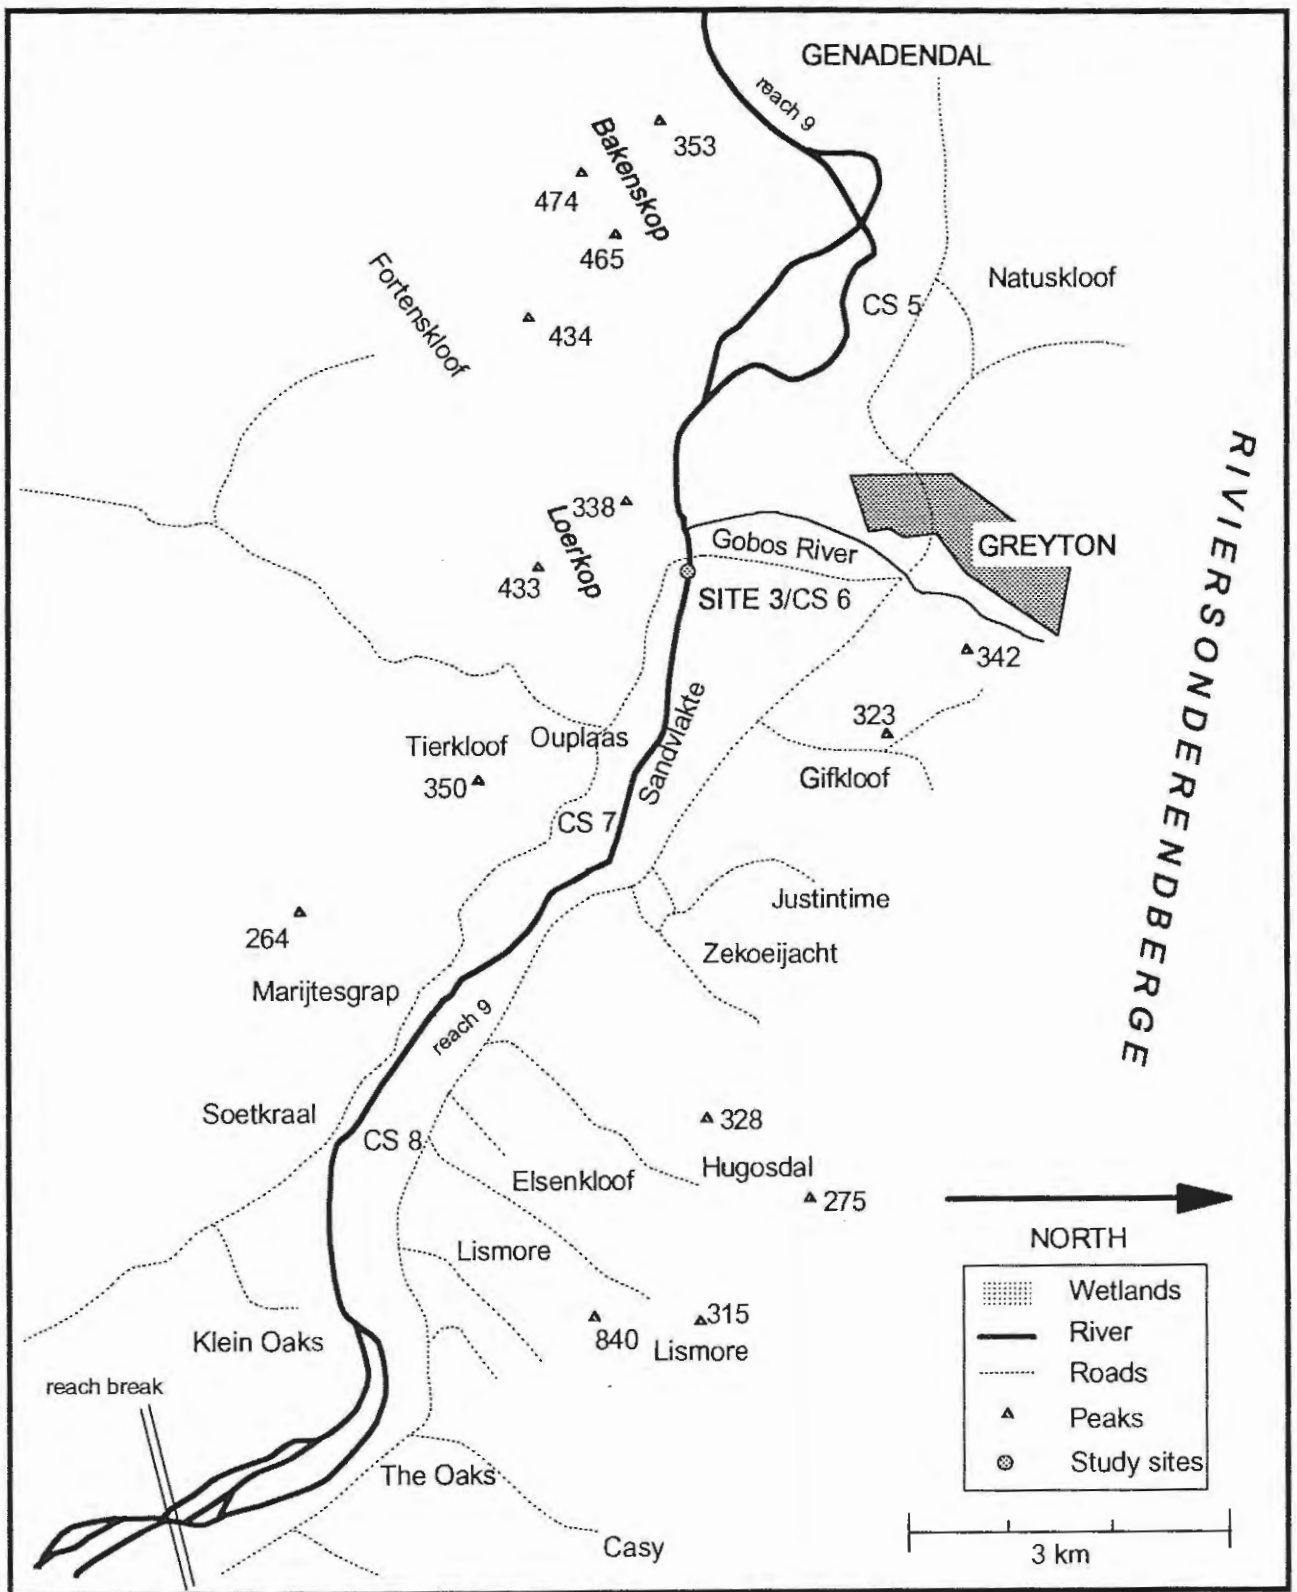 GENADENDAL
reach 9
353
Bakenskop
474
465
Natuskloof
CS 5
Fortenskloof
434
338
Loerkop
433
Gobos River
GREYTON
SITE 3/CS 6
342
RIVIERSONDERENDBERGE
323
Gifkloof
Sandvlakte
Ouplaas
Tierkloof
350
CS 7
Justintime
Zekoeijacht
264
Marijtesgrap
reach 9
Soetkraal
CS 8
328
Hugosdal
275
Elsenkloof
Lismore
315
840
Lismore
Klein Oaks
reach break
The Oaks
Casy
NORTH
Wetlands
River
Roads
Peaks
Study sites
3 km